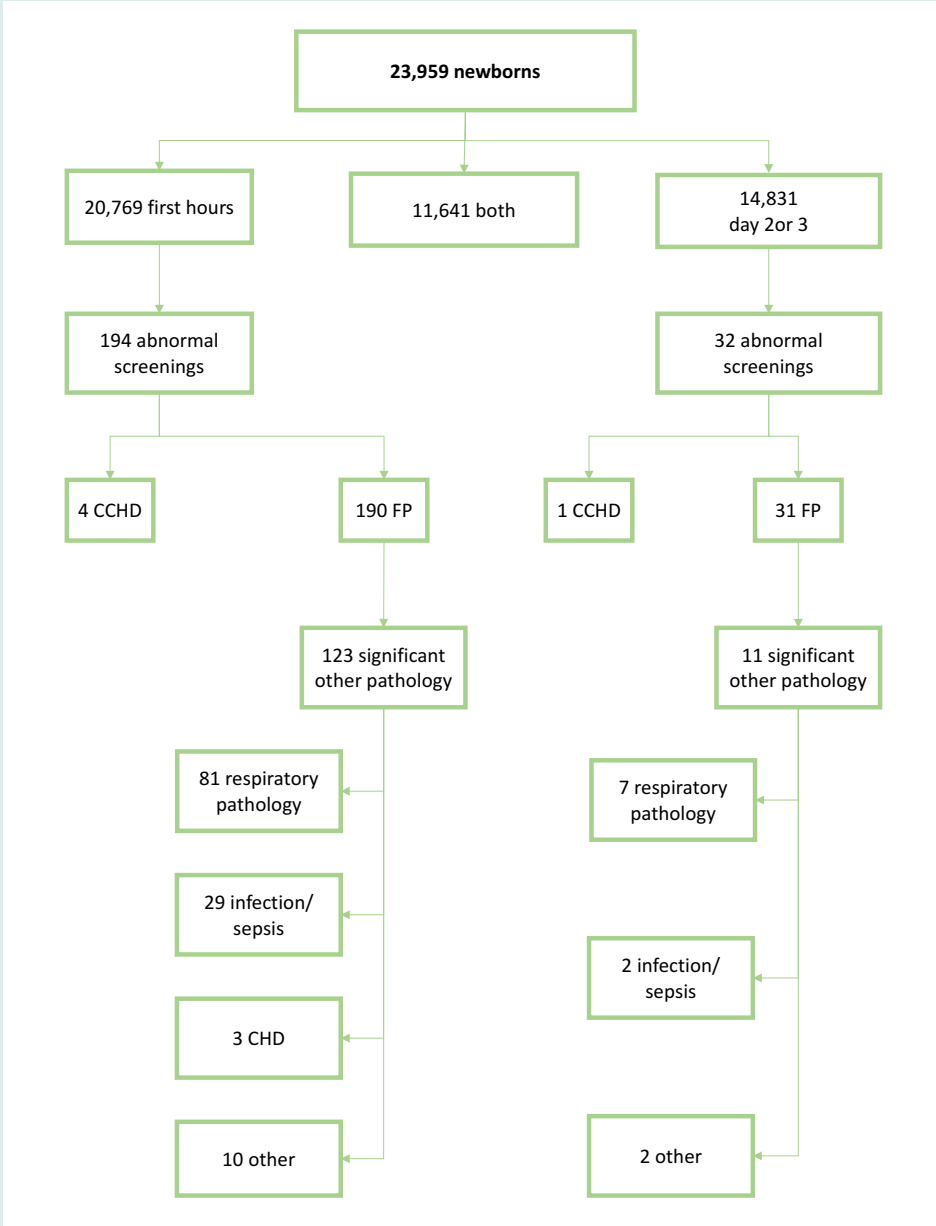 23,959 newborns
20,769 first hours
11,641 both
14,831
day 2or 3
194 abnormal
screenings
32 abnormal
screenings
4 CCHD
190 FP
1 CCHD
31 FP
123 significant
other pathology
11 significant
other pathology
81 respiratory
pathology
7 respiratory
pathology
29 infection/
sepsis
2 infection/
sepsis
3 CHD
10 other
2 other